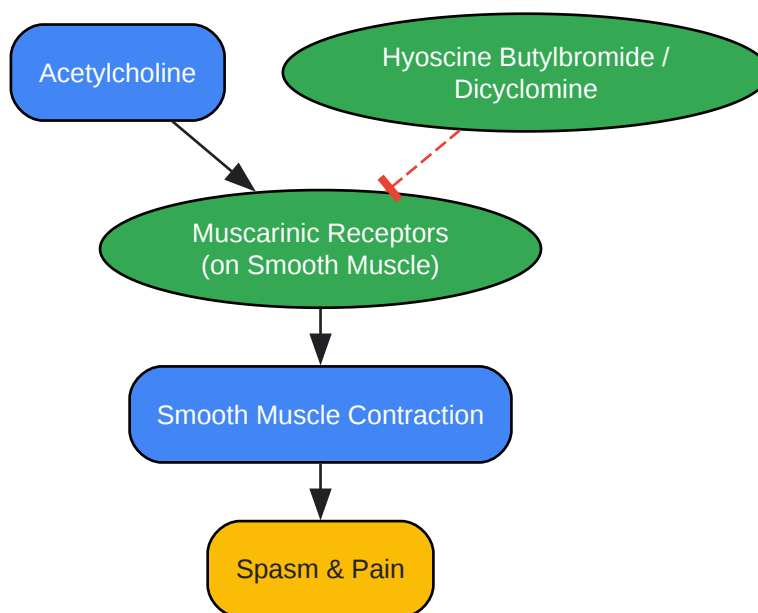 Acetylcholine
Hyoscine Butylbromide /
Dicyclomine
Muscarinic Receptors
(on Smooth Muscle)
Smooth Muscle Contraction
Spasm & Pain